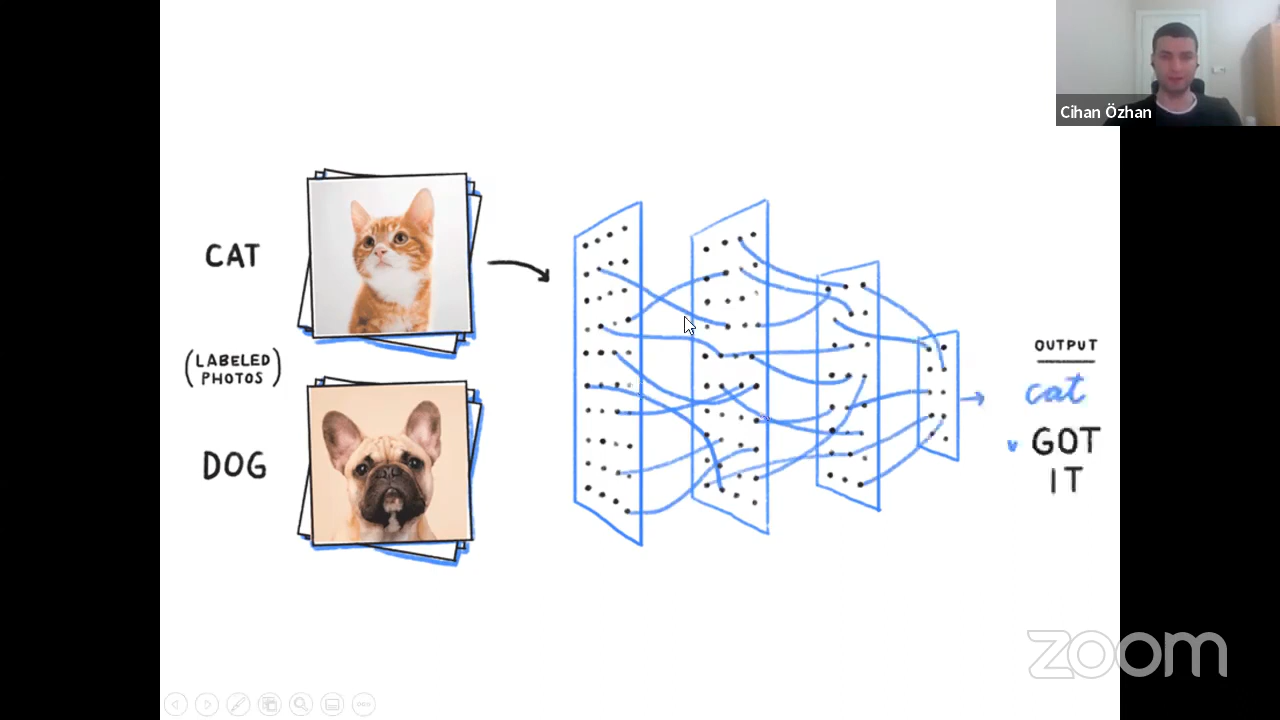 Cihan Özhan
CAT
(LABELED
PHOTOS)
DOG
OUTPUT
cat
v GOT
IT
zoom